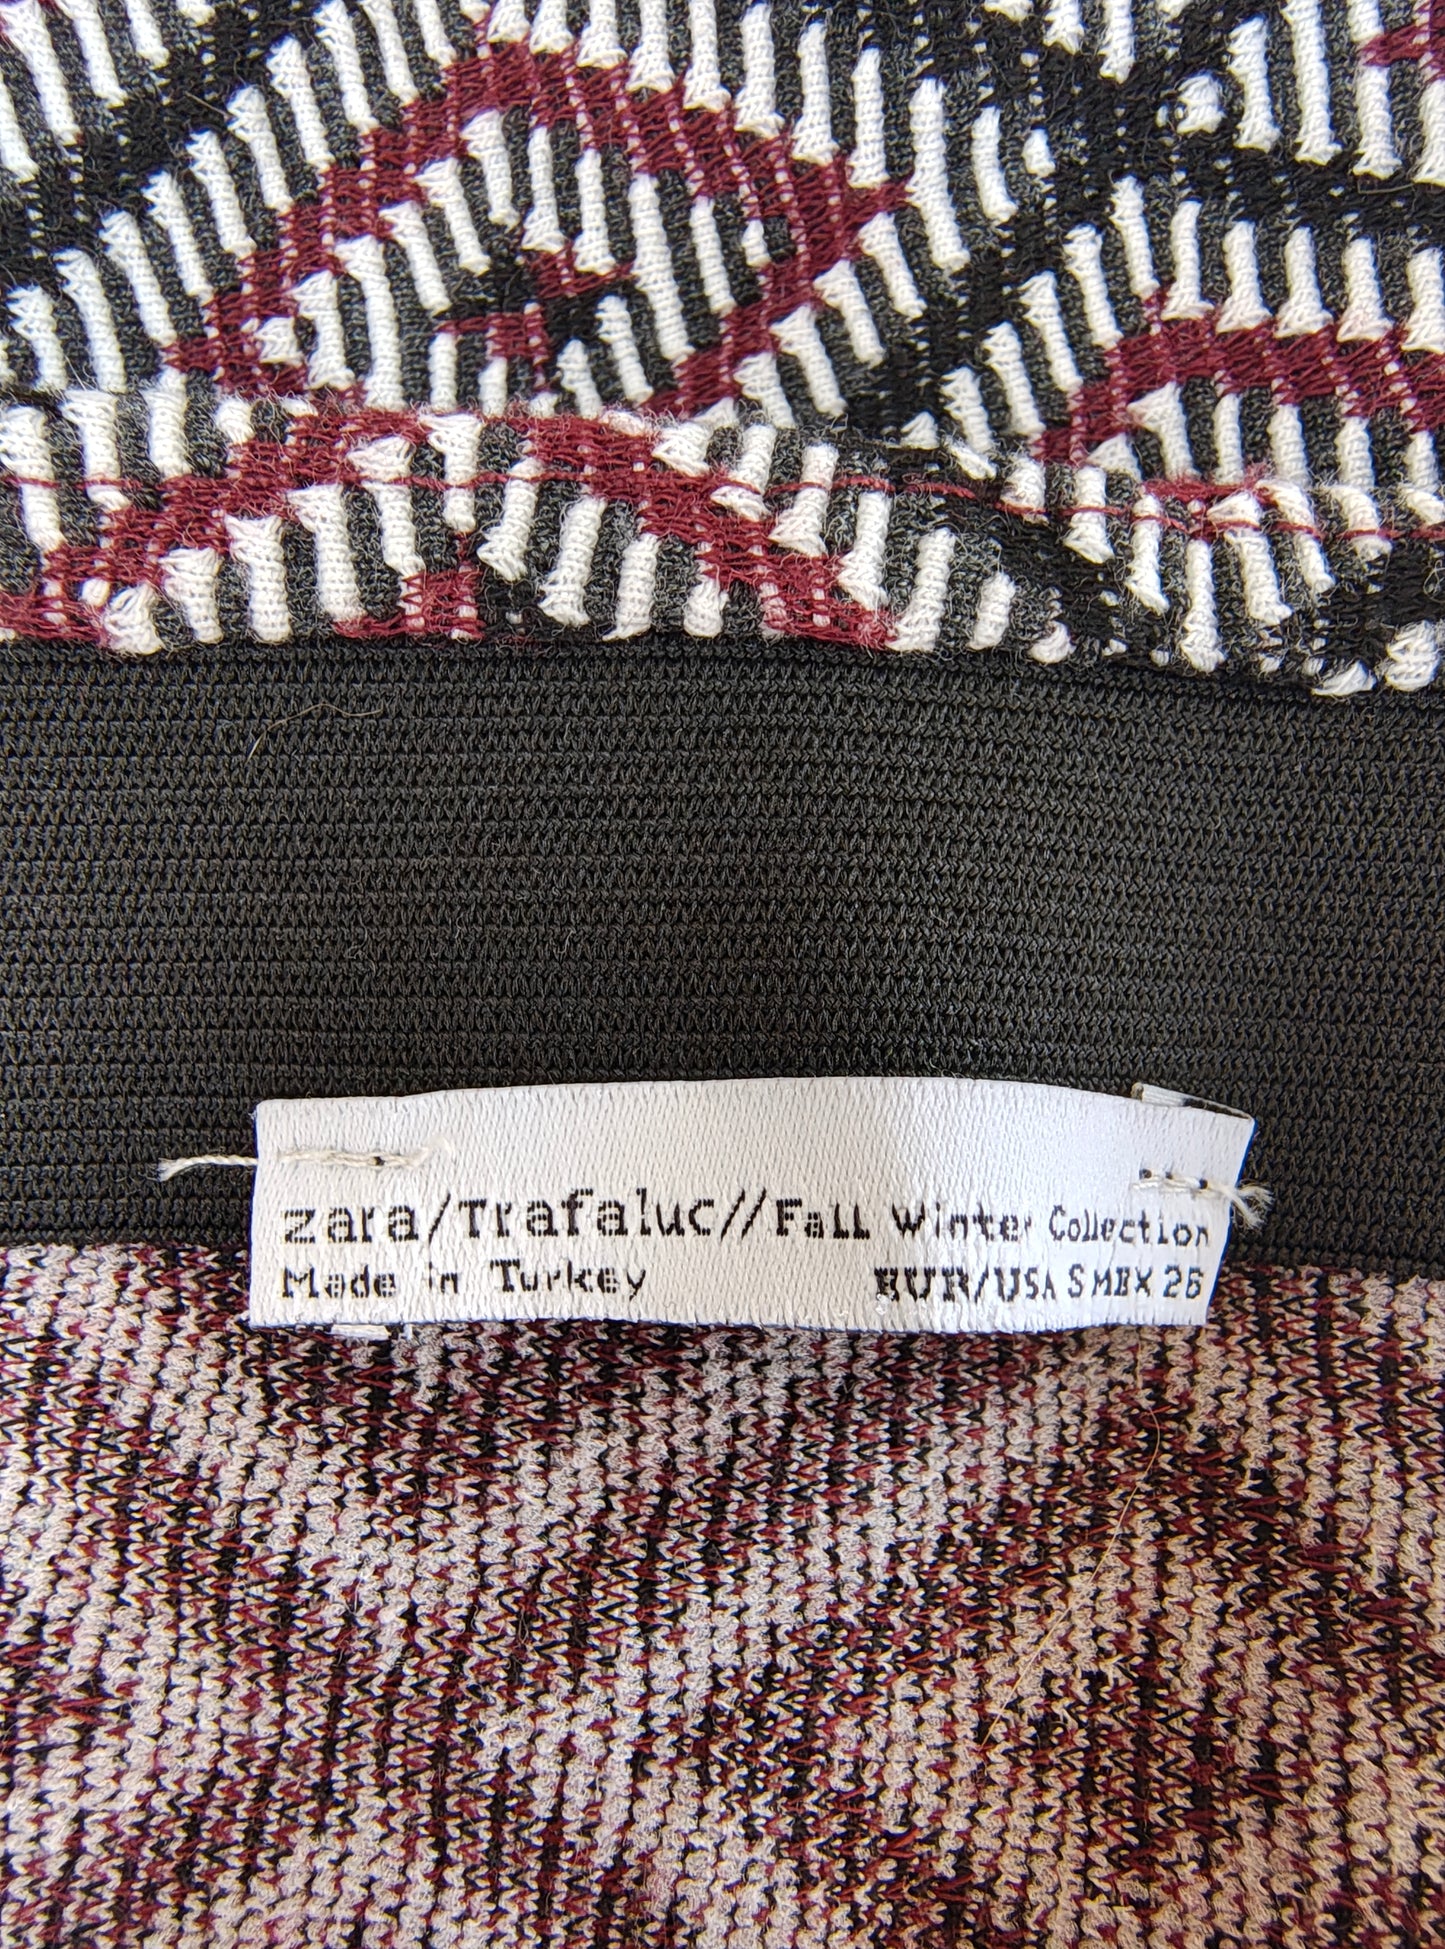 zara/Trafaluc//Fall Winter Collection
Made in Turkey EUR/USA S MEX 26